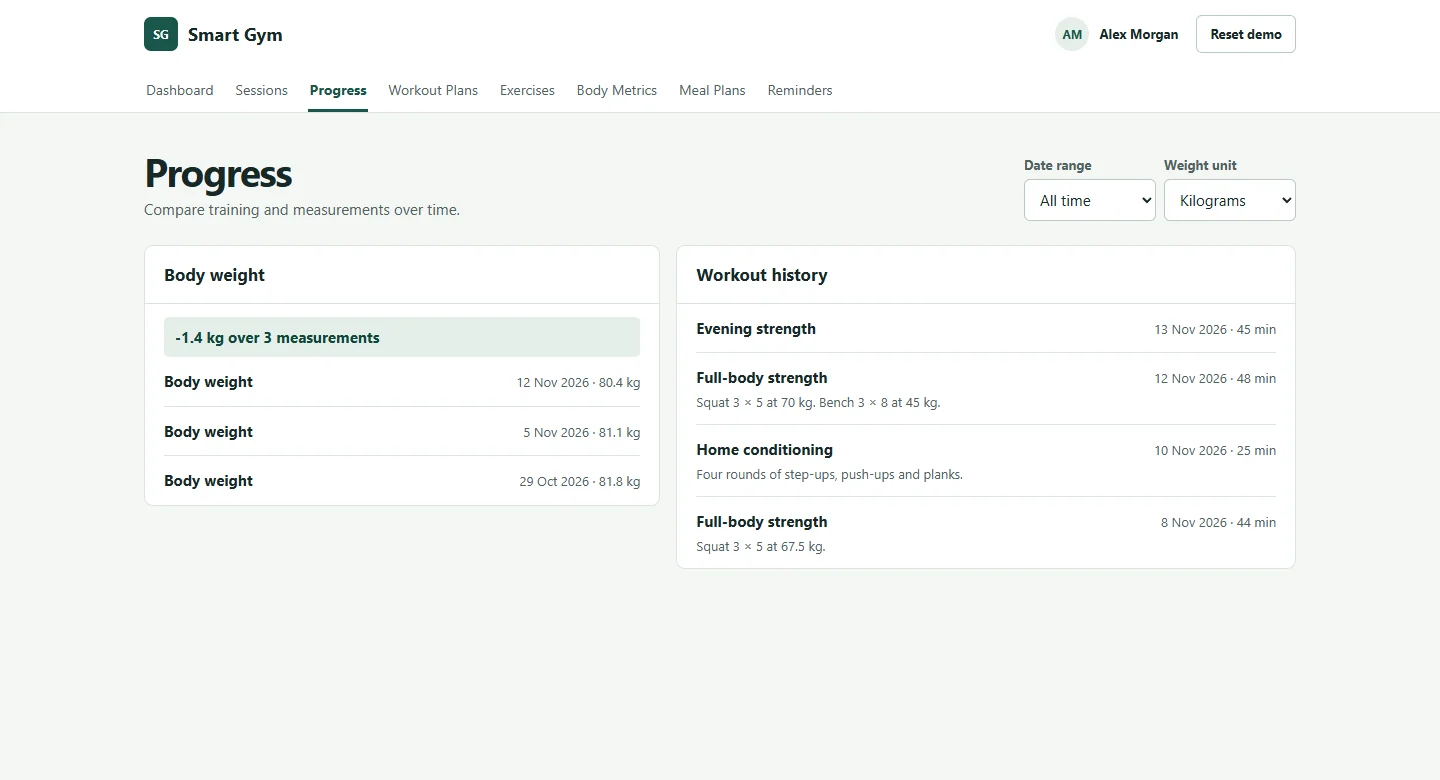 SG
Smart Gym
AM
Alex Morgan
Reset demo
Dashboard
Sessions
Progress
Workout Plans
Exercises
Body Metrics
Meal Plans
Reminders
Progress
Compare training and measurements over time.
Date range
All time
Weight unit
Kilograms
Body weight
-1.4 kg over 3 measurements
Body weight
12 Nov 2026 · 80.4 kg
Body weight
5 Nov 2026 · 81.1 kg
Body weight
29 Oct 2026 · 81.8 kg
Workout history
Evening strength
13 Nov 2026 · 45 min
Full-body strength
12 Nov 2026 · 48 min
Squat 3 × 5 at 70 kg. Bench 3 × 8 at 45 kg.
Home conditioning
10 Nov 2026 · 25 min
Four rounds of step-ups, push-ups and planks.
Full-body strength
8 Nov 2026 · 44 min
Squat 3 × 5 at 67.5 kg.